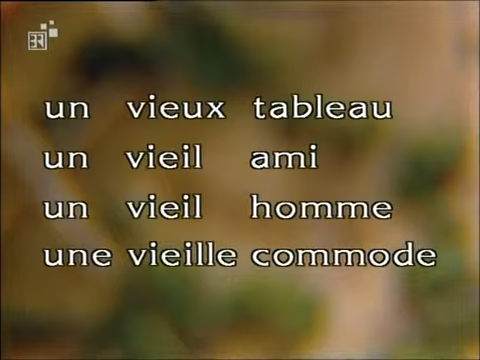 un vieux tableau
un vieil ami
un vieil homme
une vieille commode